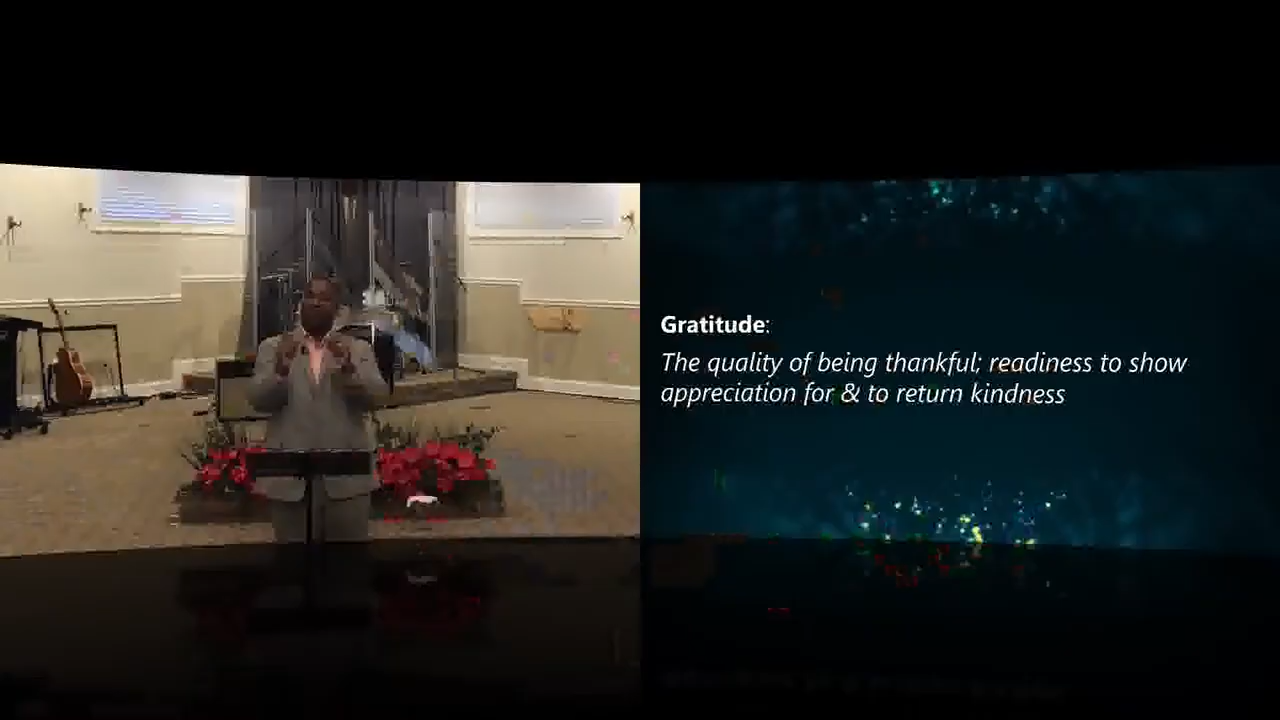 Gratitude:
The quality of being thankful; readiness to show
appreciation for & to return kindness